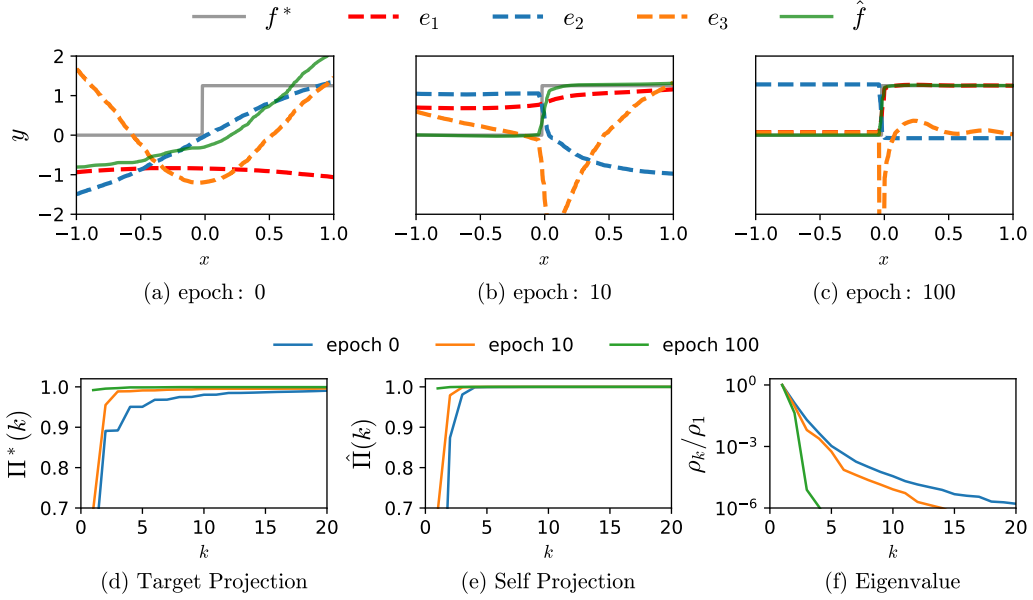 f* e₁ e₂ e₃ f̂
y
2
1
0
−1
−2
−1.0 −0.5 0.0 0.5 1.0
x
(a) epoch: 0
−1.0 −0.5 0.0 0.5 1.0
x
(b) epoch: 10
−1.0 −0.5 0.0 0.5 1.0
x
(c) epoch: 100
epoch 0 epoch 10 epoch 100
Π*(k)
1.0
0.9
0.8
0.7
0 5 10 15 20
k
(d) Target Projection
Π̂(k)
1.0
0.9
0.8
0.7
0 5 10 15 20
k
(e) Self Projection
ρₖ/ρ₁
10⁰
10⁻³
10⁻⁶
0 5 10 15 20
k
(f) Eigenvalue